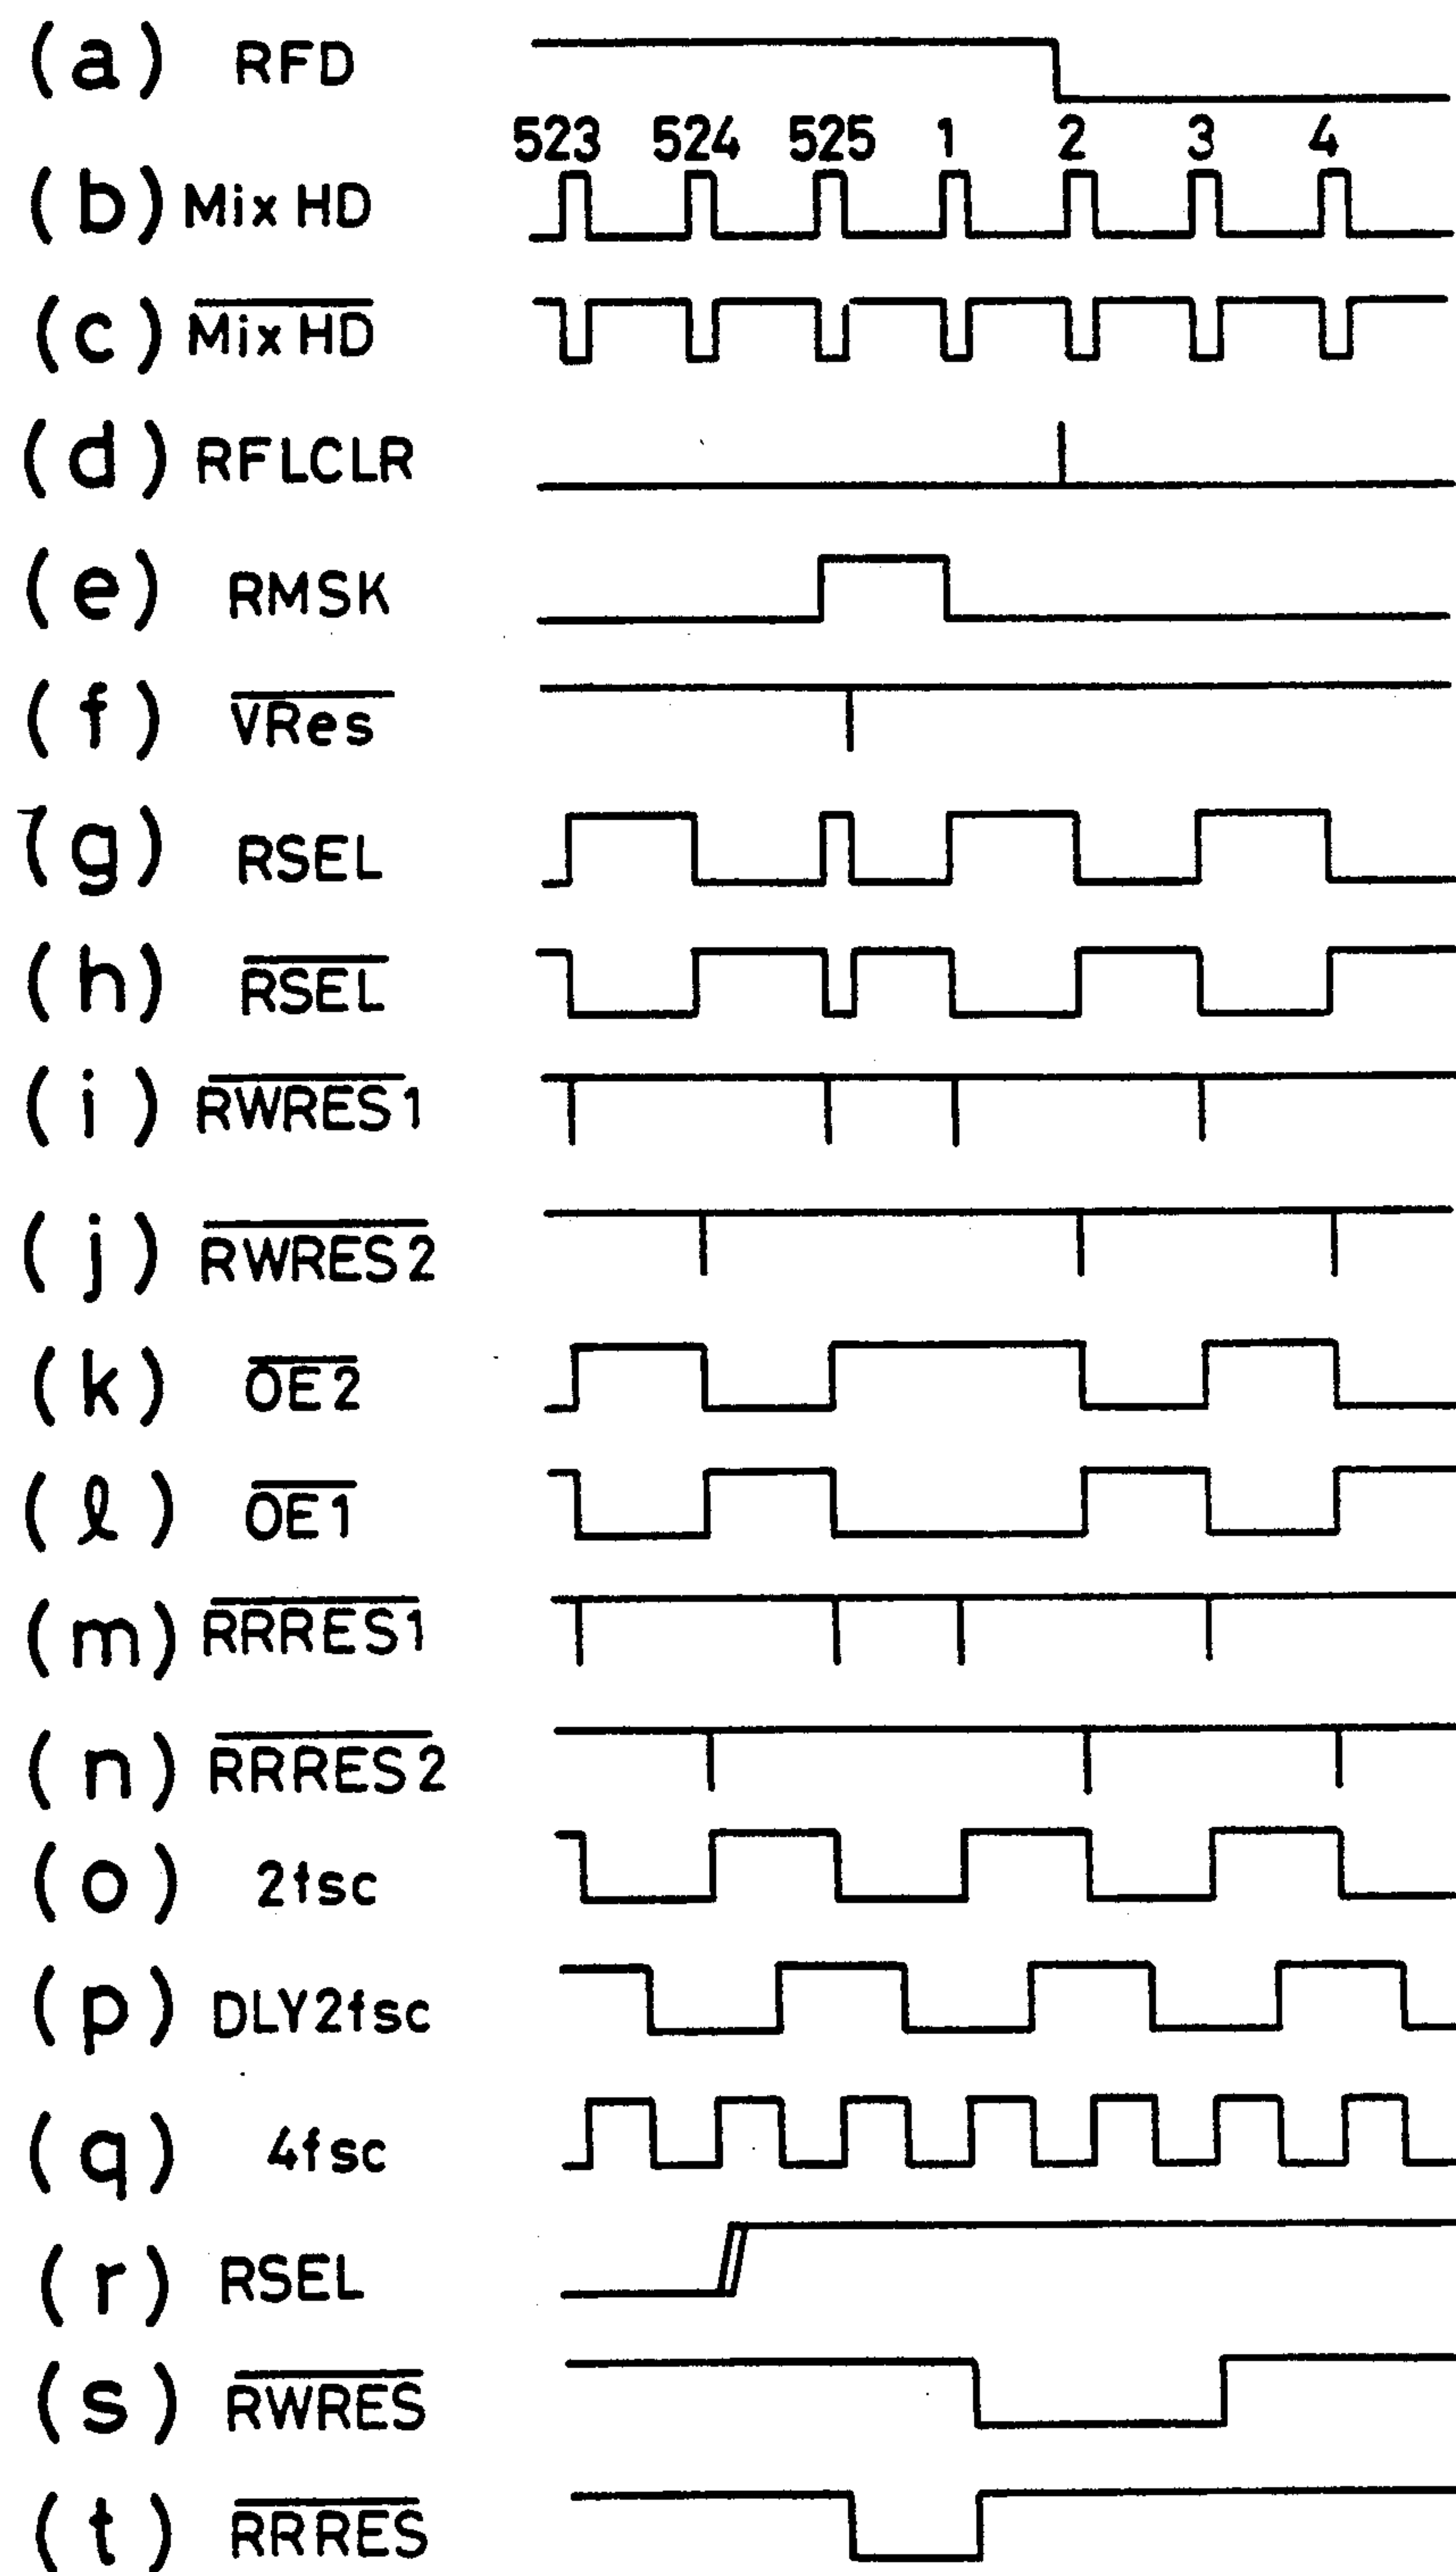 (a) RFD
523 524 525 1 2 3 4
(b) Mix HD
(c) Mix HD
(d) RFLCLR
(e) RMSK
(f) VRes
(g) RSEL
(h) RSEL
(i) RWRES1
(j) RWRES2
(k) OE2
(l) OE1
(m) RRRES1
(n) RRRES2
(o) 2fsc
(p) DLY2fsc
(q) 4fsc
(r) RSEL
(s) RWRES
(t) RRRES